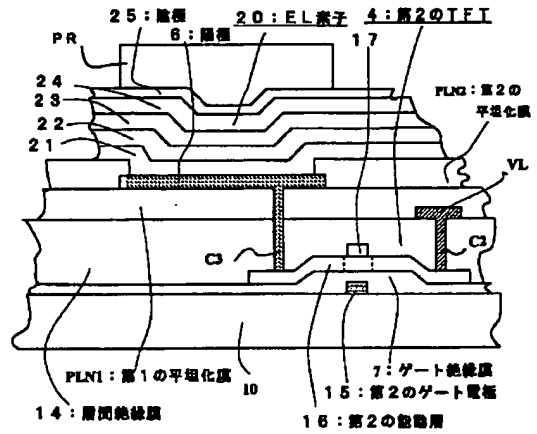 25：陰極
20：EL素子
4：第2のTFT
6：陽極
17
PR
24
23
22
21
PLN2：第2の
平坦化膜
VL
C3
C2
PLN1：第1の平坦化膜
10
7：ゲート絶縁膜
15：第2のゲート電極
14：層間絶縁膜
16：第2の能動層